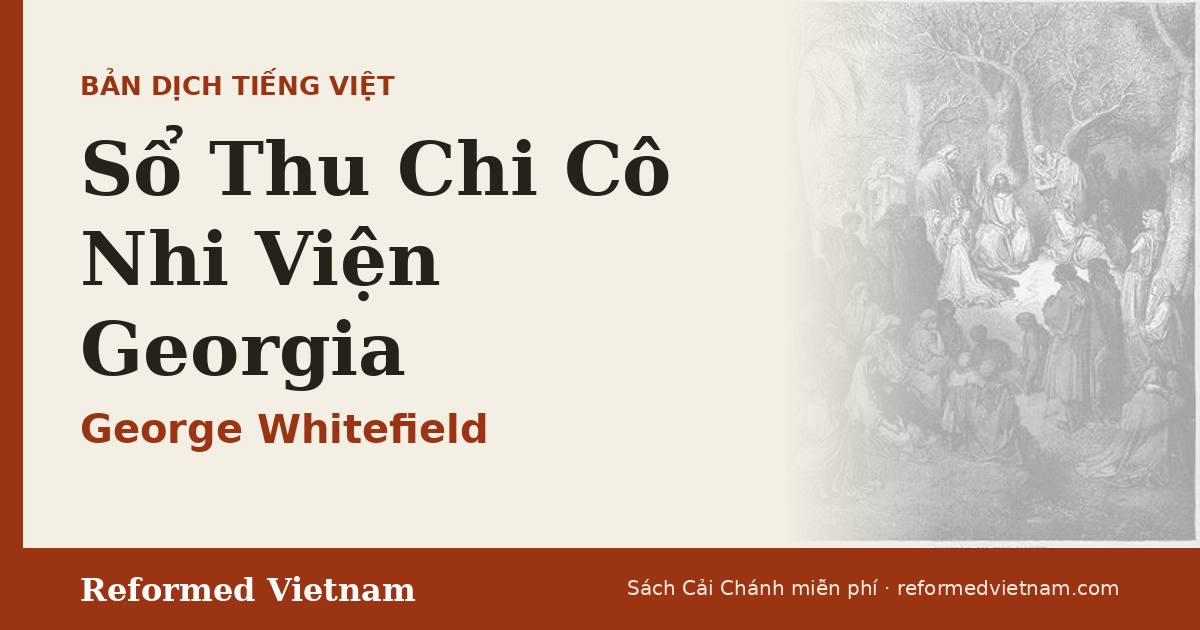 BẢN DỊCH TIẾNG VIỆT
Sổ Thu Chi Cô
Nhi Viện
Georgia
George Whitefield
Reformed Vietnam
Sách Cải Chánh miễn phí · reformedvietnam.com